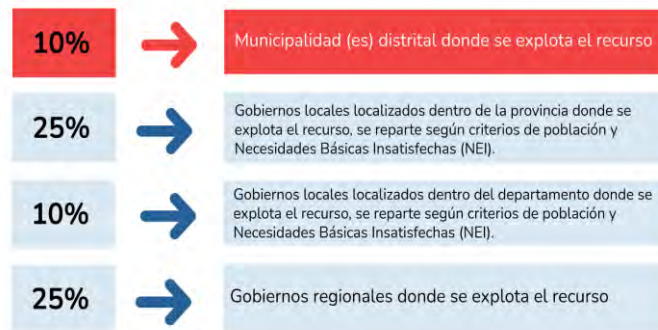 10%
Municipalidad (es) distrital donde se explota el recurso
25%
Gobiernos locales localizados dentro de la provincia donde se
explota el recurso, se reparte según criterios de población y
Necesidades Básicas Insatisfechas (NEI).
10%
Gobiernos locales localizados dentro del departamento donde se
explota el recurso, se reparte según criterios de población y
Necesidades Básicas Insatisfechas (NEI).
25%
Gobiernos regionales donde se explota el recurso